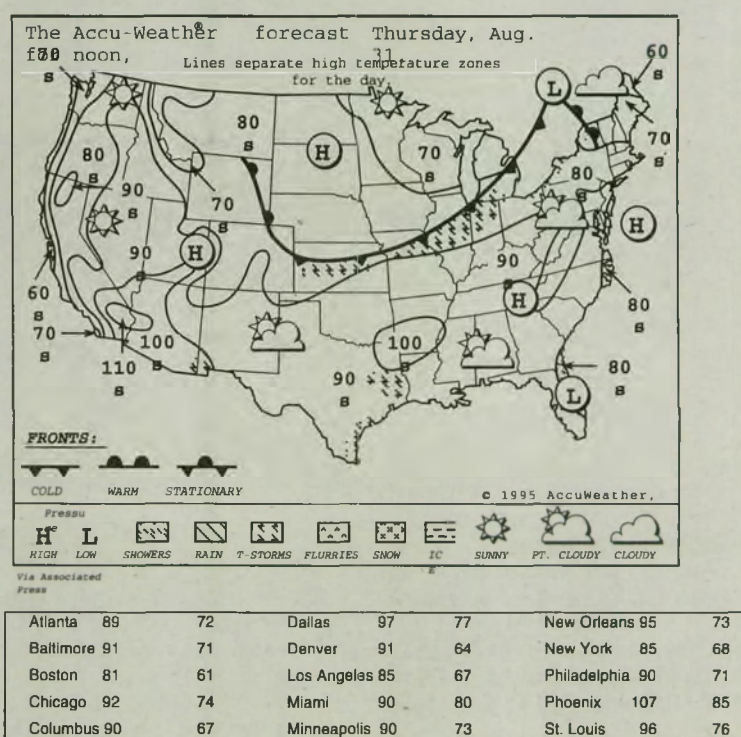 The Accu-Weather® forecast Thursday, Aug.
for noon, 31
Lines separate high temperature zones
for the day.
70
s
60
s
70
s
80
s
H
70
s
L
80
s
90
s
70
s
80
s
90
s
H
90
s
H
H
60
s
70
s
80
s
110
s
100
s
100
s
90
s
80
s
L
FRONTS:
COLD WARM STATIONARY
© 1995 AccuWeather,
Pressure
H L
HIGH LOW SHOWERS RAIN T-STORMS FLURRIES SNOW ICE SUNNY PT. CLOUDY CLOUDY
Via Associated
Press
Atlanta 89 72 Dallas 97 77 New Orleans 95 73
Baltimore 91 71 Denver 91 64 New York 85 68
Boston 81 61 Los Angeles 85 67 Philadelphia 90 71
Chicago 92 74 Miami 90 80 Phoenix 107 85
Columbus 90 67 Minneapolis 90 73 St. Louis 96 76